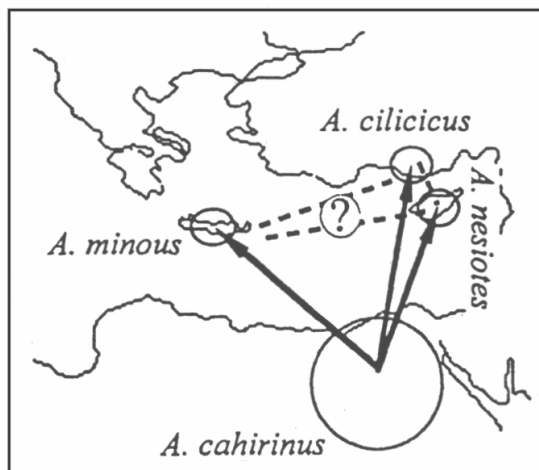 A. cilicicus
A. nesiotes
?
A. minous
A. cahirinus